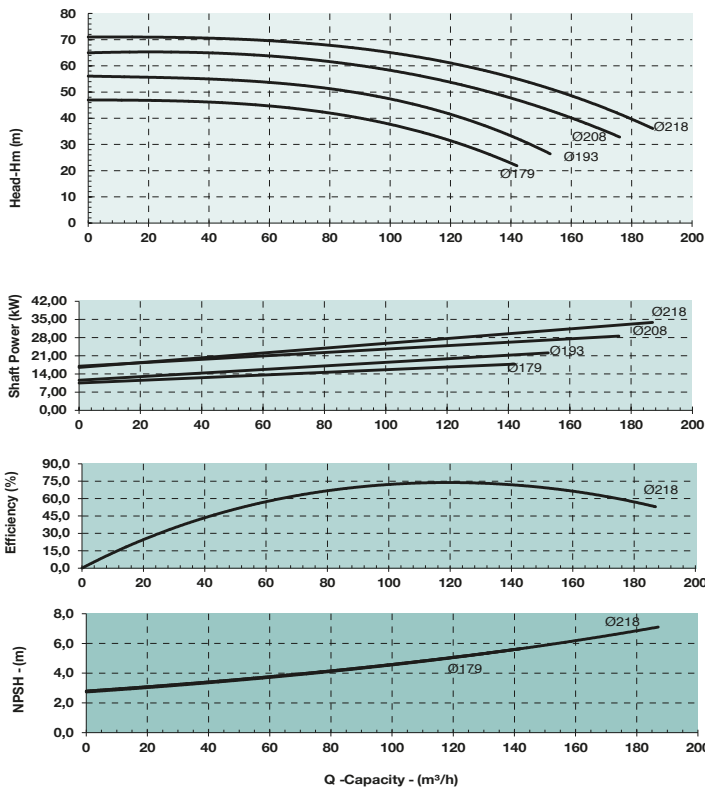 Head-Hm (m)
80
70
60
50
40
30
20
10
0
Ø218
Ø208
Ø193
Ø179
0 20 40 60 80 100 120 140 160 180 200
Shaft Power (kW)
42,00
35,00
28,00
21,00
14,00
7,00
0,00
Ø218
Ø208
Ø193
Ø179
0 20 40 60 80 100 120 140 160 180 200
Efficiency (%)
90,0
75,0
60,0
45,0
30,0
15,0
0,0
Ø218
0 20 40 60 80 100 120 140 160 180 200
NPSH - (m)
8,0
6,0
4,0
2,0
0,0
Ø218
Ø179
0 20 40 60 80 100 120 140 160 180 200
Q -Capacity - (m³/h)